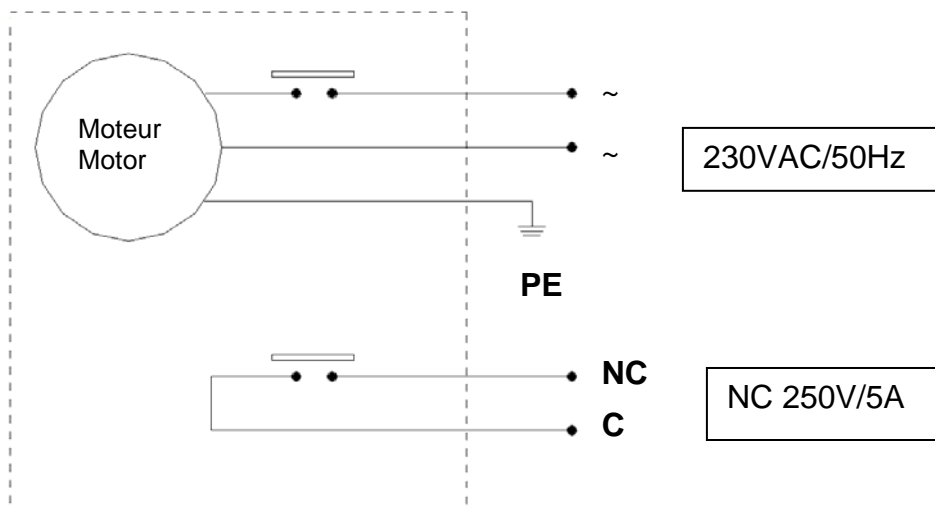 ~
Moteur
Motor
~
230VAC/50Hz
PE
NC
NC 250V/5A
C